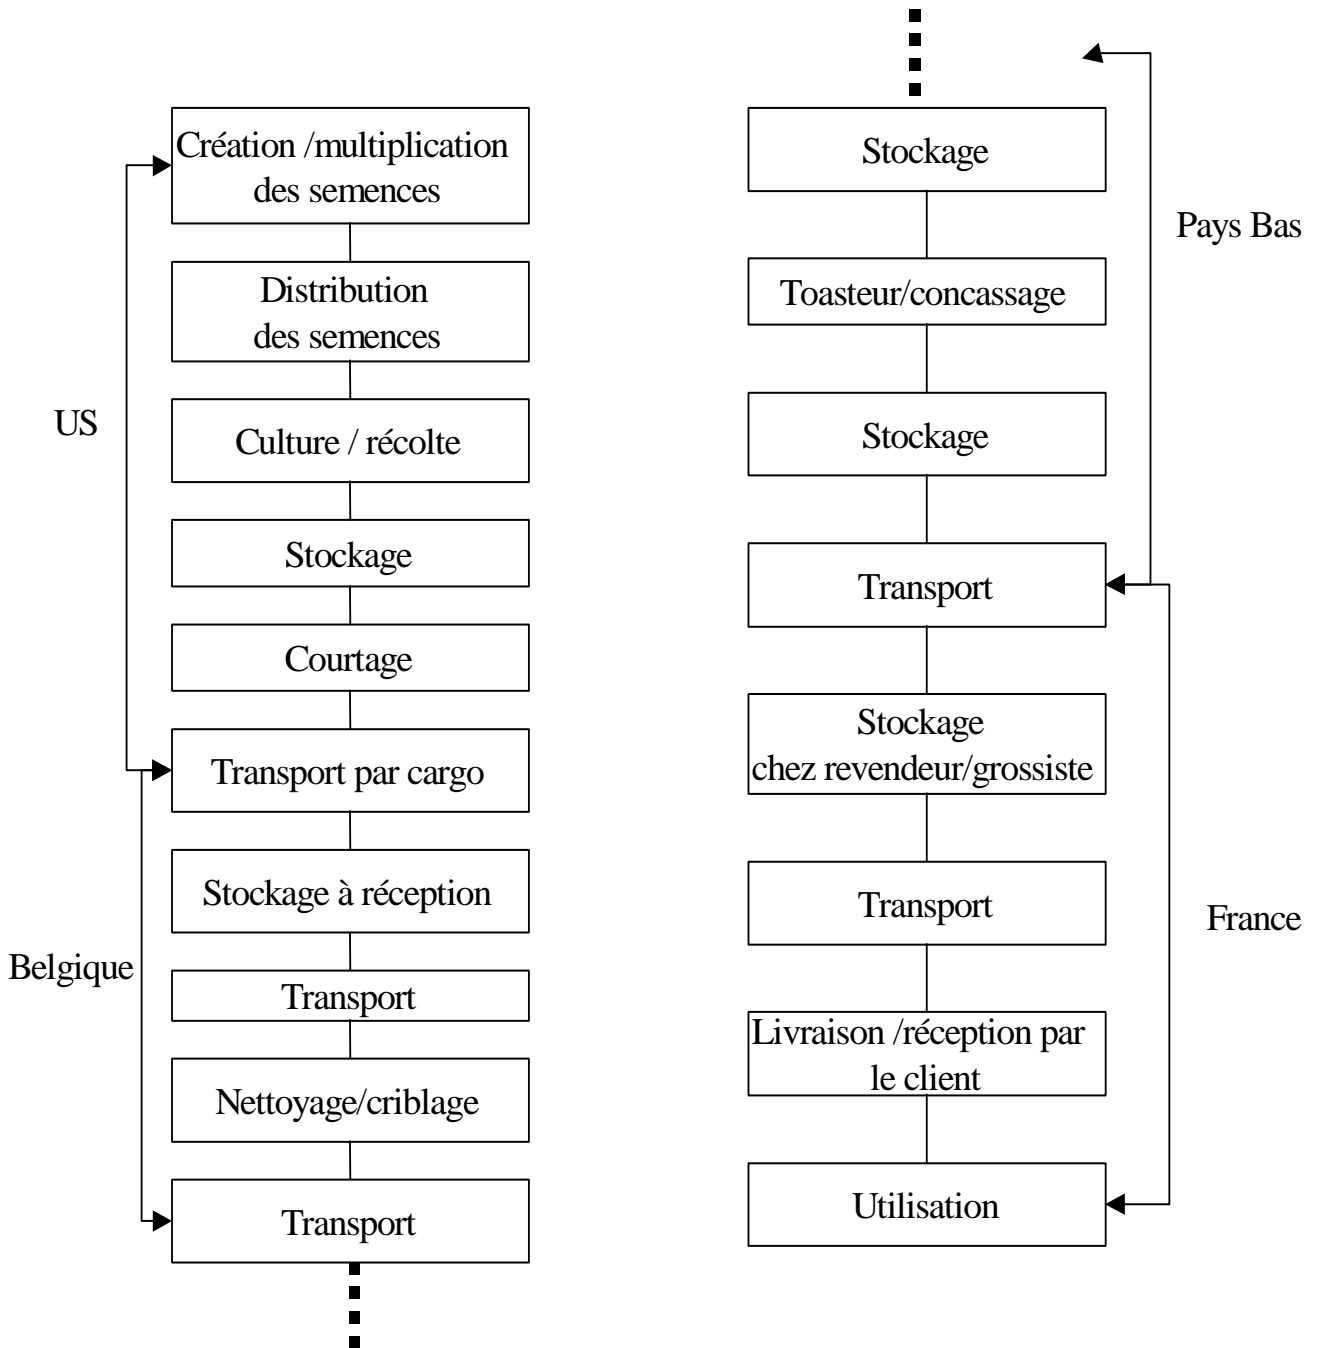 Création /multiplication
des semences
Distribution
des semences
US
Culture / récolte
Stockage
Courtage
Transport par cargo
Stockage à réception
Belgique
Transport
Nettoyage/criblage
Transport
Stockage
Pays Bas
Toasteur/concassage
Stockage
Transport
Stockage
chez revendeur/grossiste
Transport
France
Livraison /réception par
le client
Utilisation